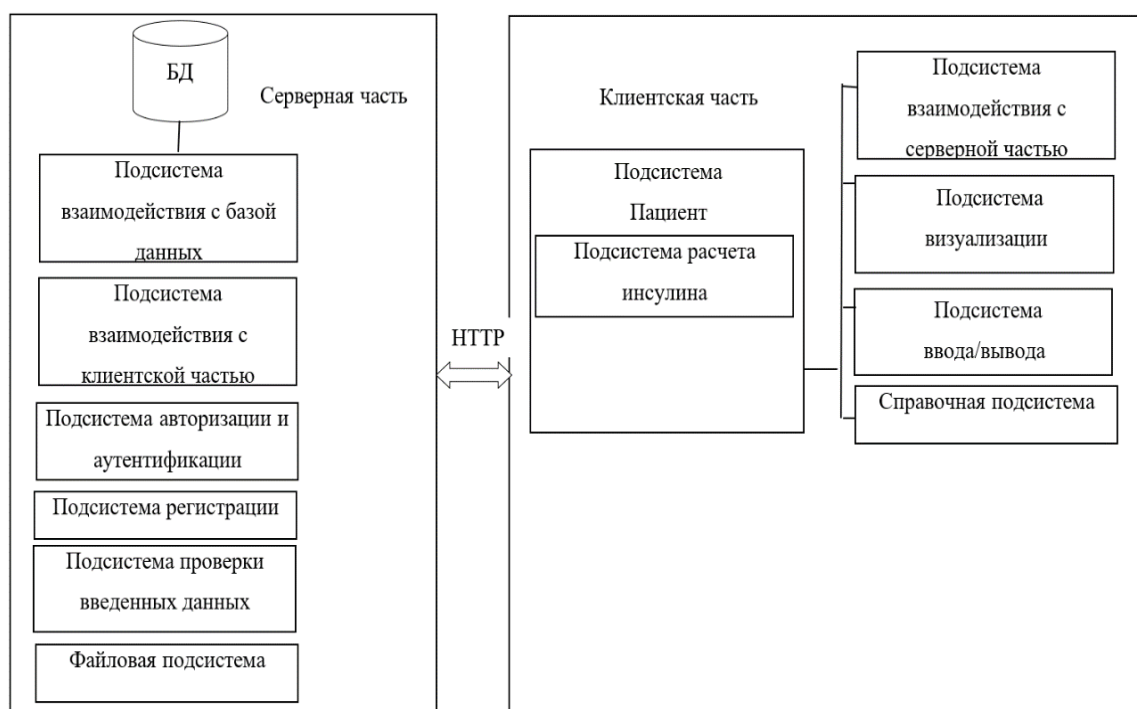 БД
Серверная часть
Подсистема
взаимодействия с базой
данных
Подсистема
взаимодействия с
клиентской частью
Подсистема авторизации и
аутентификации
Подсистема регистрации
Подсистема проверки
введенных данных
Файловая подсистема
HTTP
Клиентская часть
Подсистема
Пациент
Подсистема расчета
инсулина
Подсистема
взаимодействия с
серверной частью
Подсистема
визуализации
Подсистема
ввода/вывода
Справочная подсистема